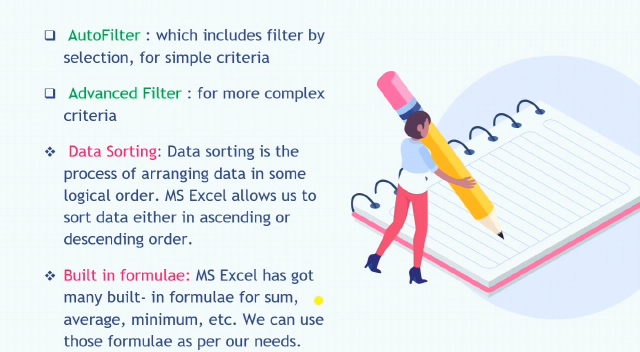 AutoFilter : which includes filter by
selection, for simple criteria
Advanced Filter : for more complex
criteria
Data Sorting: Data sorting is the
process of arranging data in some
logical order. MS Excel allows us to
sort data either in ascending or
descending order.
Built in formulae: MS Excel has got
many built- in formulae for sum,
average, minimum, etc. We can use
those formulae as per our needs.